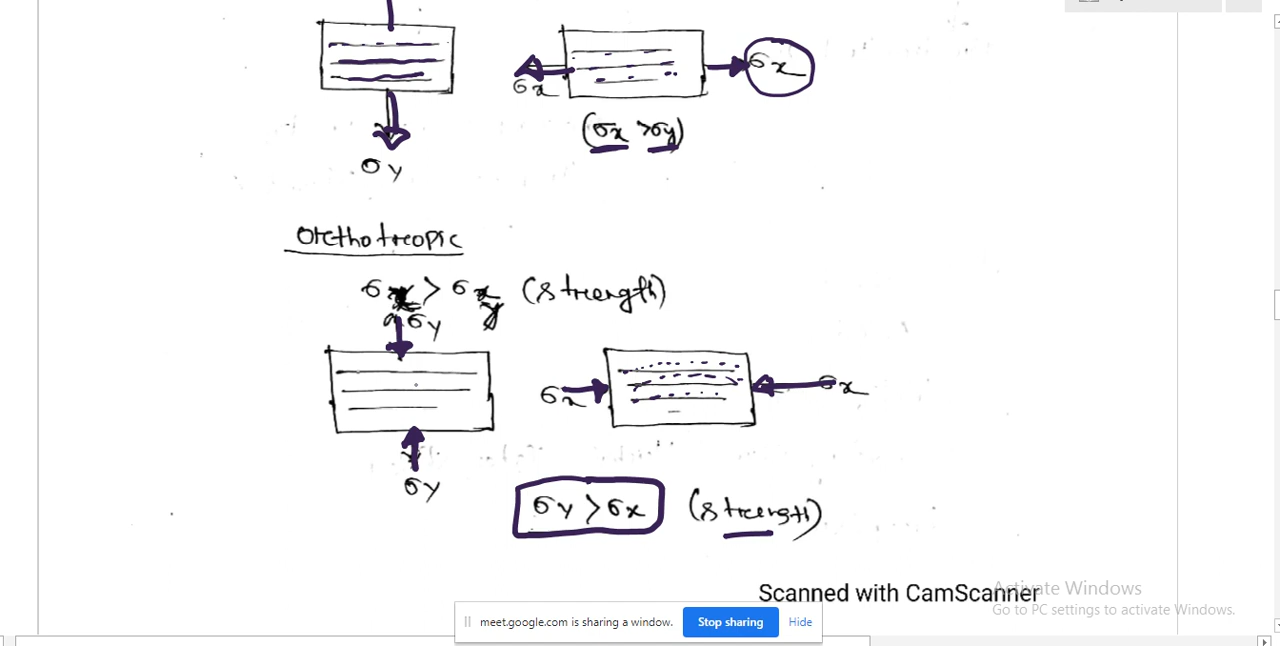 σx
σx
(σx >σy)
σy
Orthotropic
σx > σy (strength)
σy
σx
σx
σy
σy > σx (strength)
Scanned with CamScanner
Activate Windows
Go to PC settings to activate Windows.
meet.google.com is sharing a window. Stop sharing Hide